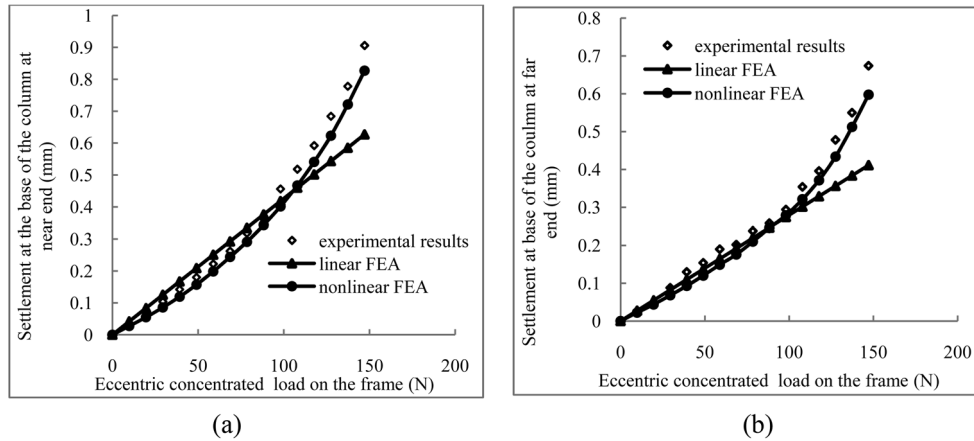 Settlement at the base of the column at
near end (mm)
1
0.9
0.8
0.7
0.6
0.5
0.4
0.3
0.2
0.1
0
0
50
100
150
200
experimental results
linear FEA
nonlinear FEA
Eccentric concentrated load on the frame (N)
(a)
Settlement at base of the coulmn at far
end (mm)
0.8
0.7
0.6
0.5
0.4
0.3
0.2
0.1
0
0
50
100
150
200
experimental results
linear FEA
nonlinear FEA
Eccentric concentrated load on the frame (N)
(b)